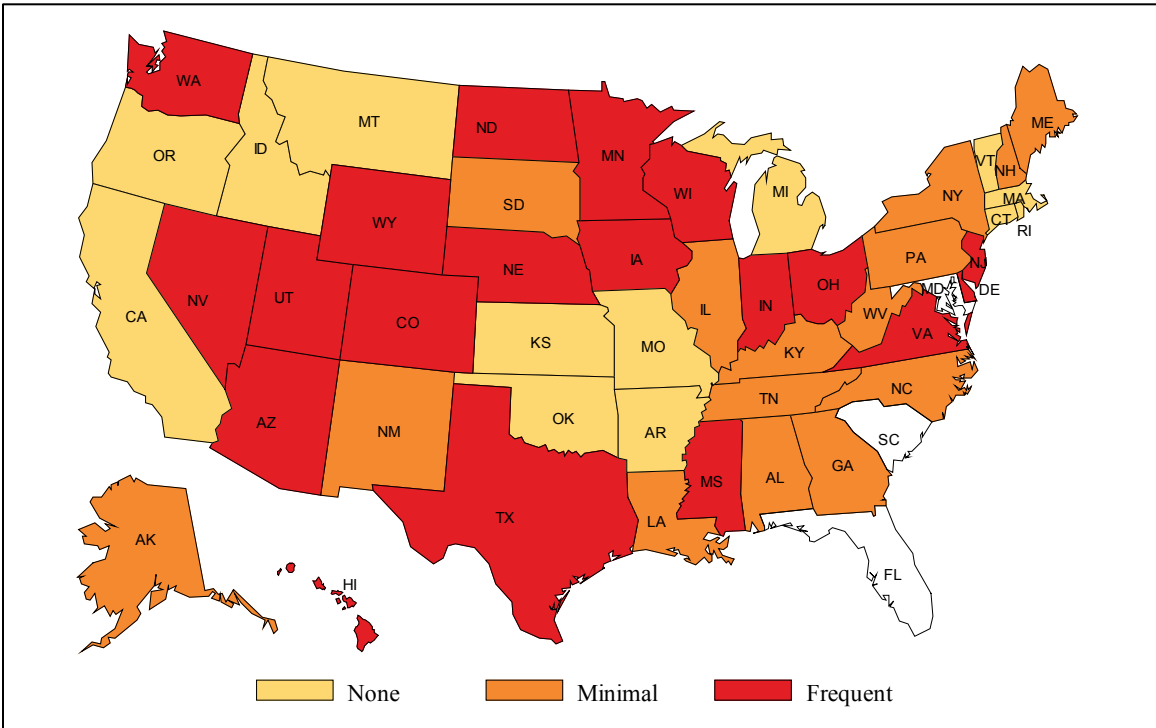 WA
MT
ND
MN
ME
OR
ID
WI
MI
VT
NH
NY
SD
MA
CT
RI
WY
IA
PA
NJ
NE
OH
MD
DE
NV
UT
IN
IL
WV
CA
CO
VA
KS
MO
KY
NC
TN
AZ
NM
OK
AR
SC
MS
AL
GA
TX
LA
AK
FL
HI
None Minimal Frequent